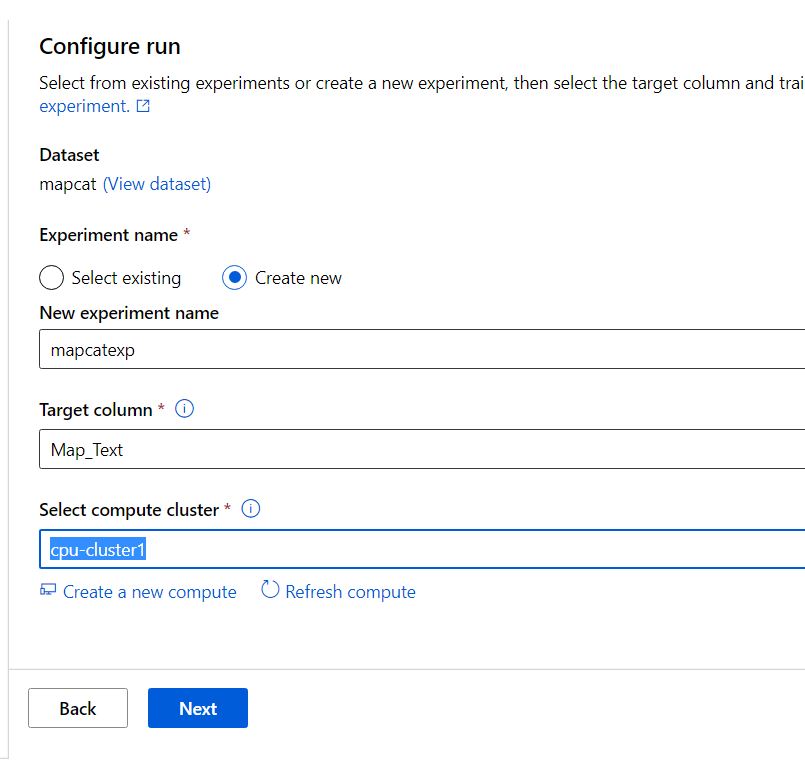 Configure run
Select from existing experiments or create a new experiment, then select the target column and trai
experiment.
Dataset
mapcat (View dataset)
Experiment name *
Select existing Create new
New experiment name
mapcatexp
Target column *
Map_Text
Select compute cluster *
cpu-cluster1
Create a new compute Refresh compute
Back Next